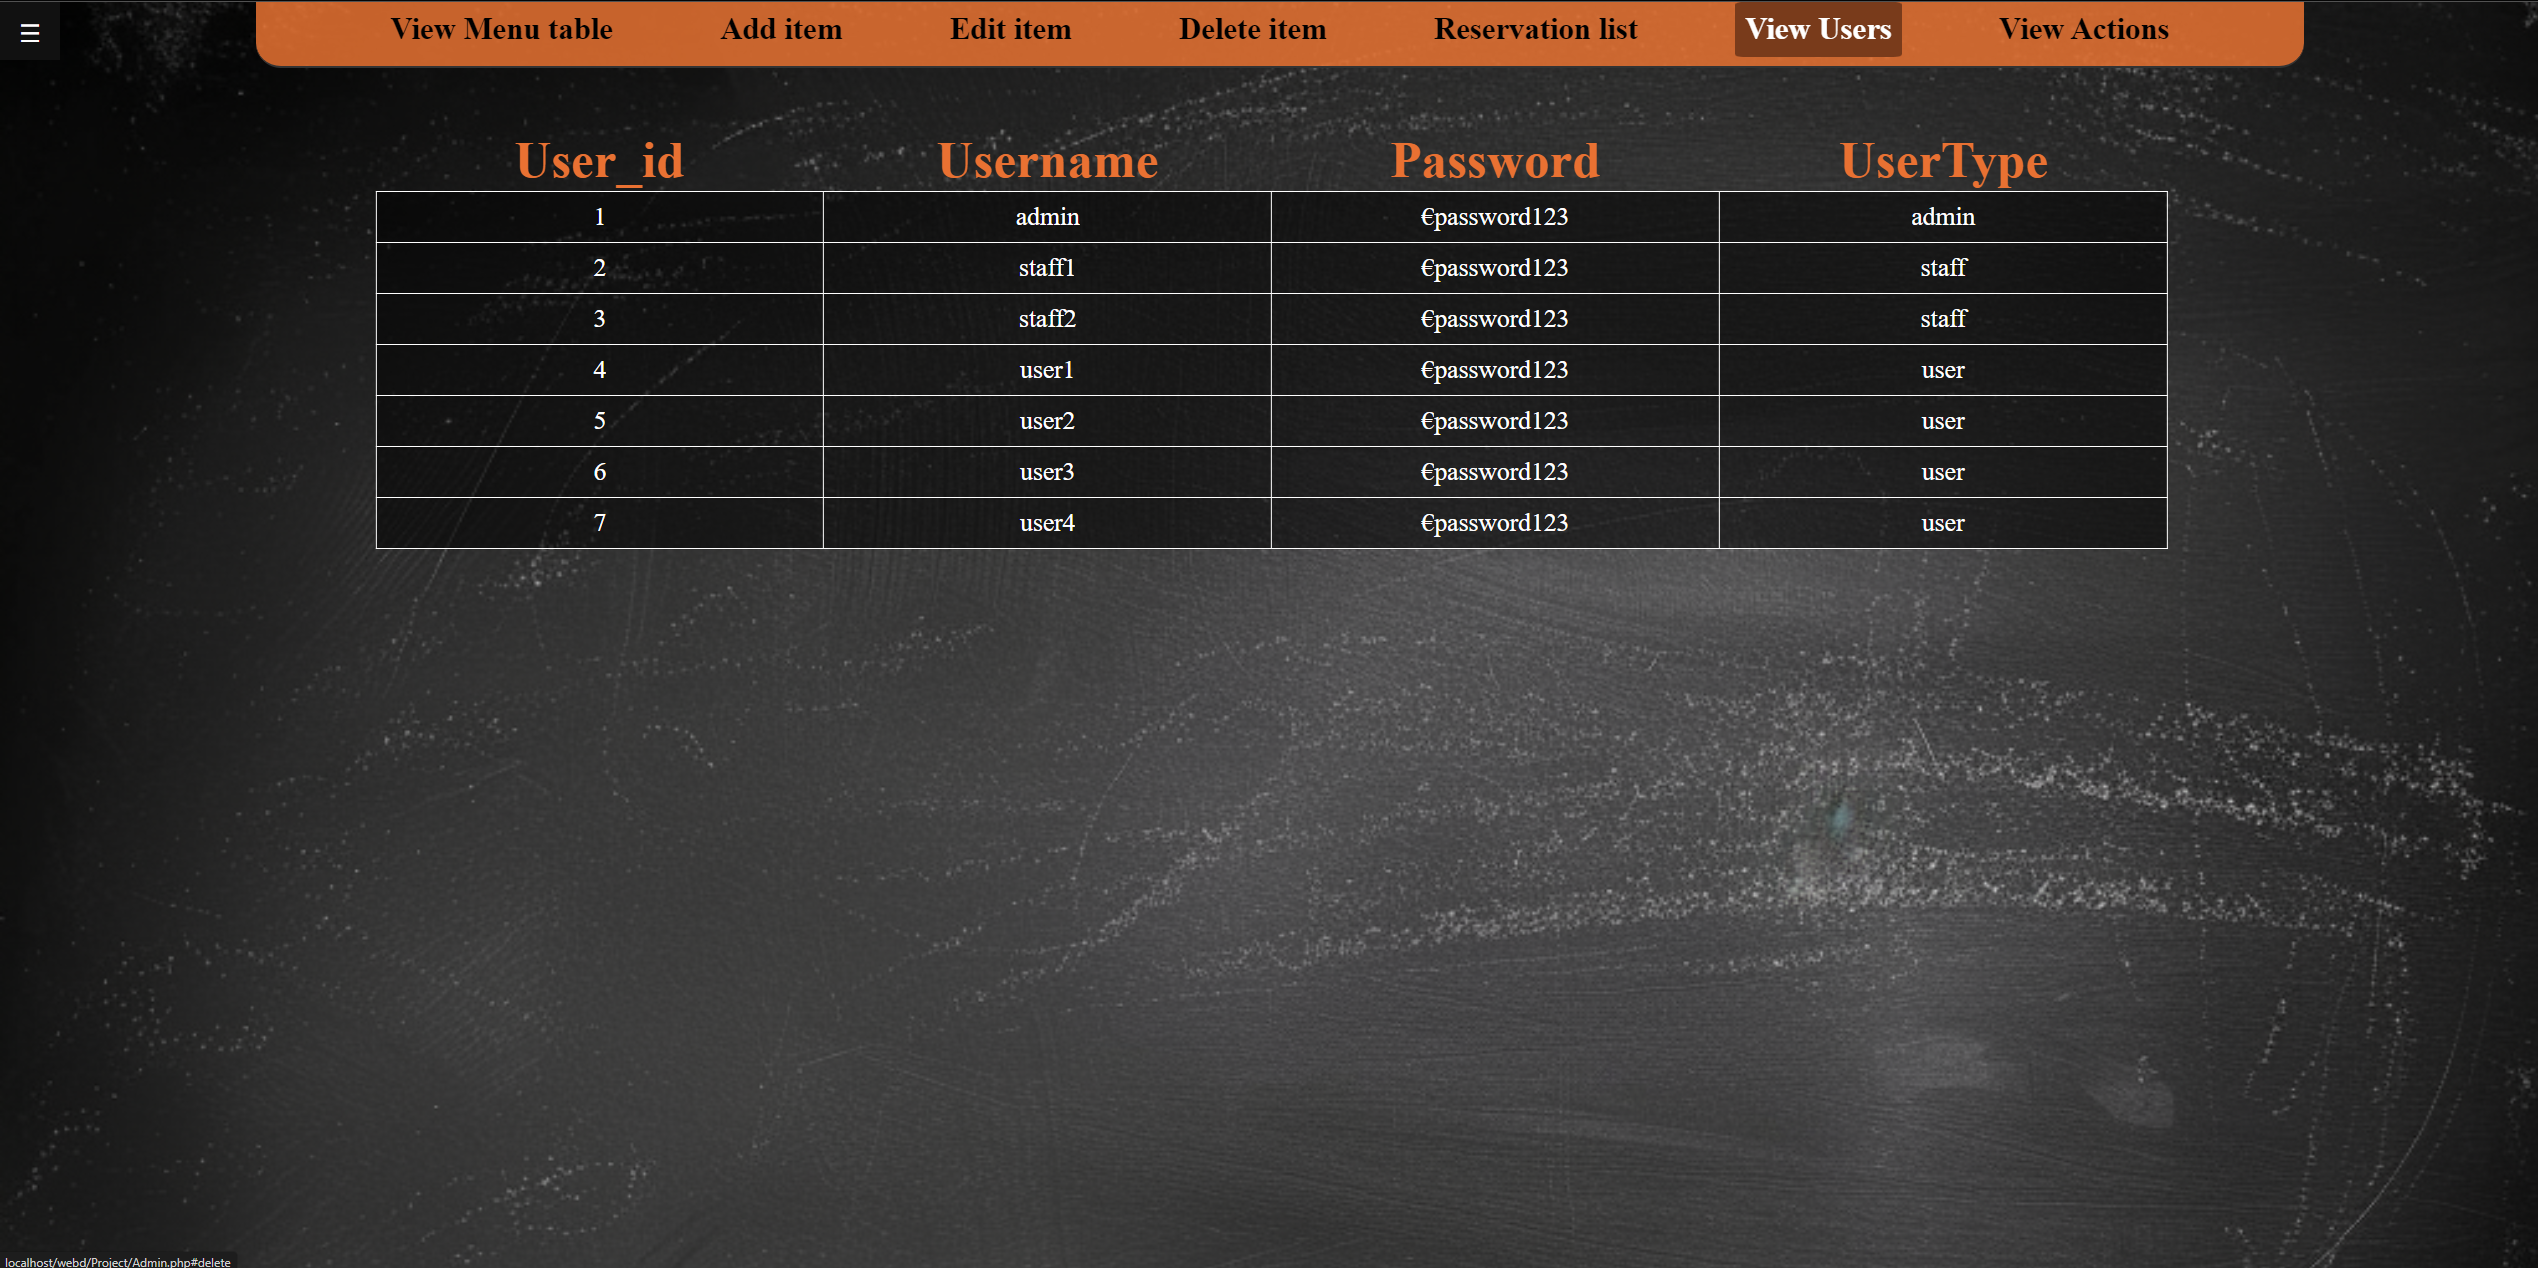 ☰ View Menu table Add item Edit item Delete item Reservation list View Users View Actions
User_id Username Password UserType
1 admin €password123 admin
2 staff1 €password123 staff
3 staff2 €password123 staff
4 user1 €password123 user
5 user2 €password123 user
6 user3 €password123 user
7 user4 €password123 user
localhost/webd/Project/Admin.php#delete